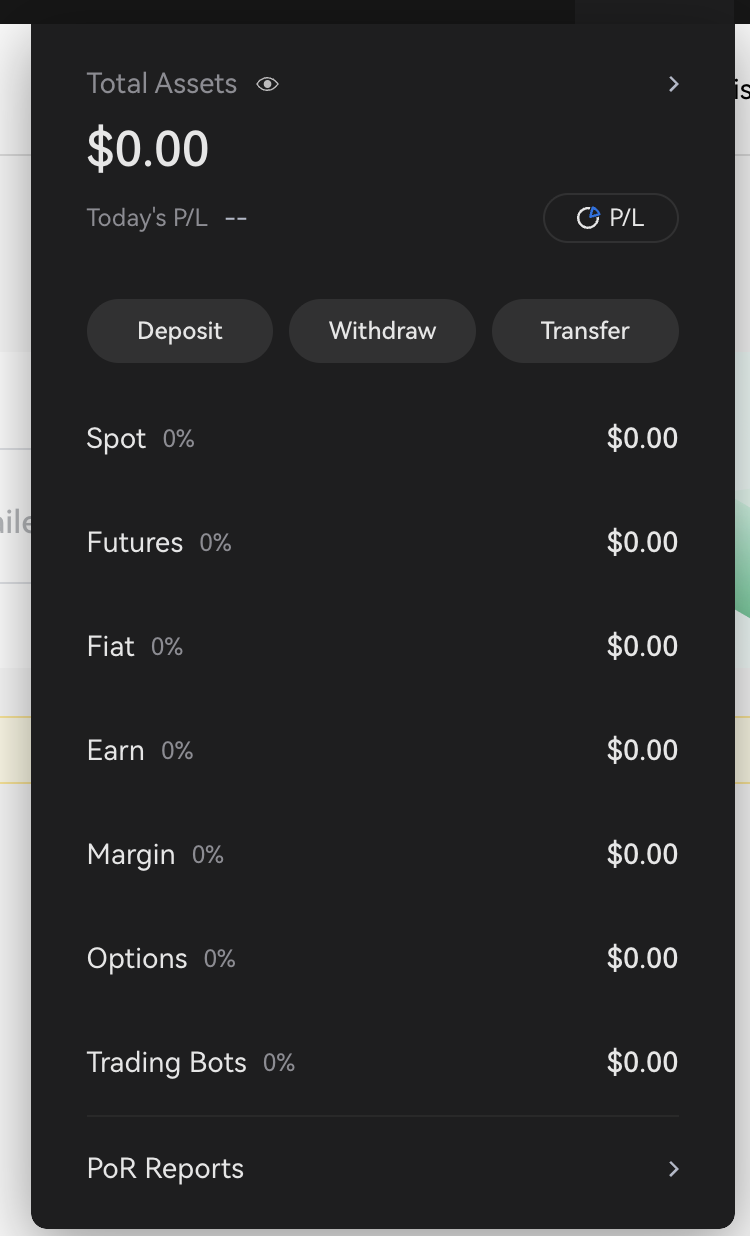 Total Assets
$0.00
Today's P/L --
P/L
Deposit Withdraw Transfer
Spot 0% $0.00
Futures 0% $0.00
Fiat 0% $0.00
Earn 0% $0.00
Margin 0% $0.00
Options 0% $0.00
Trading Bots 0% $0.00
PoR Reports